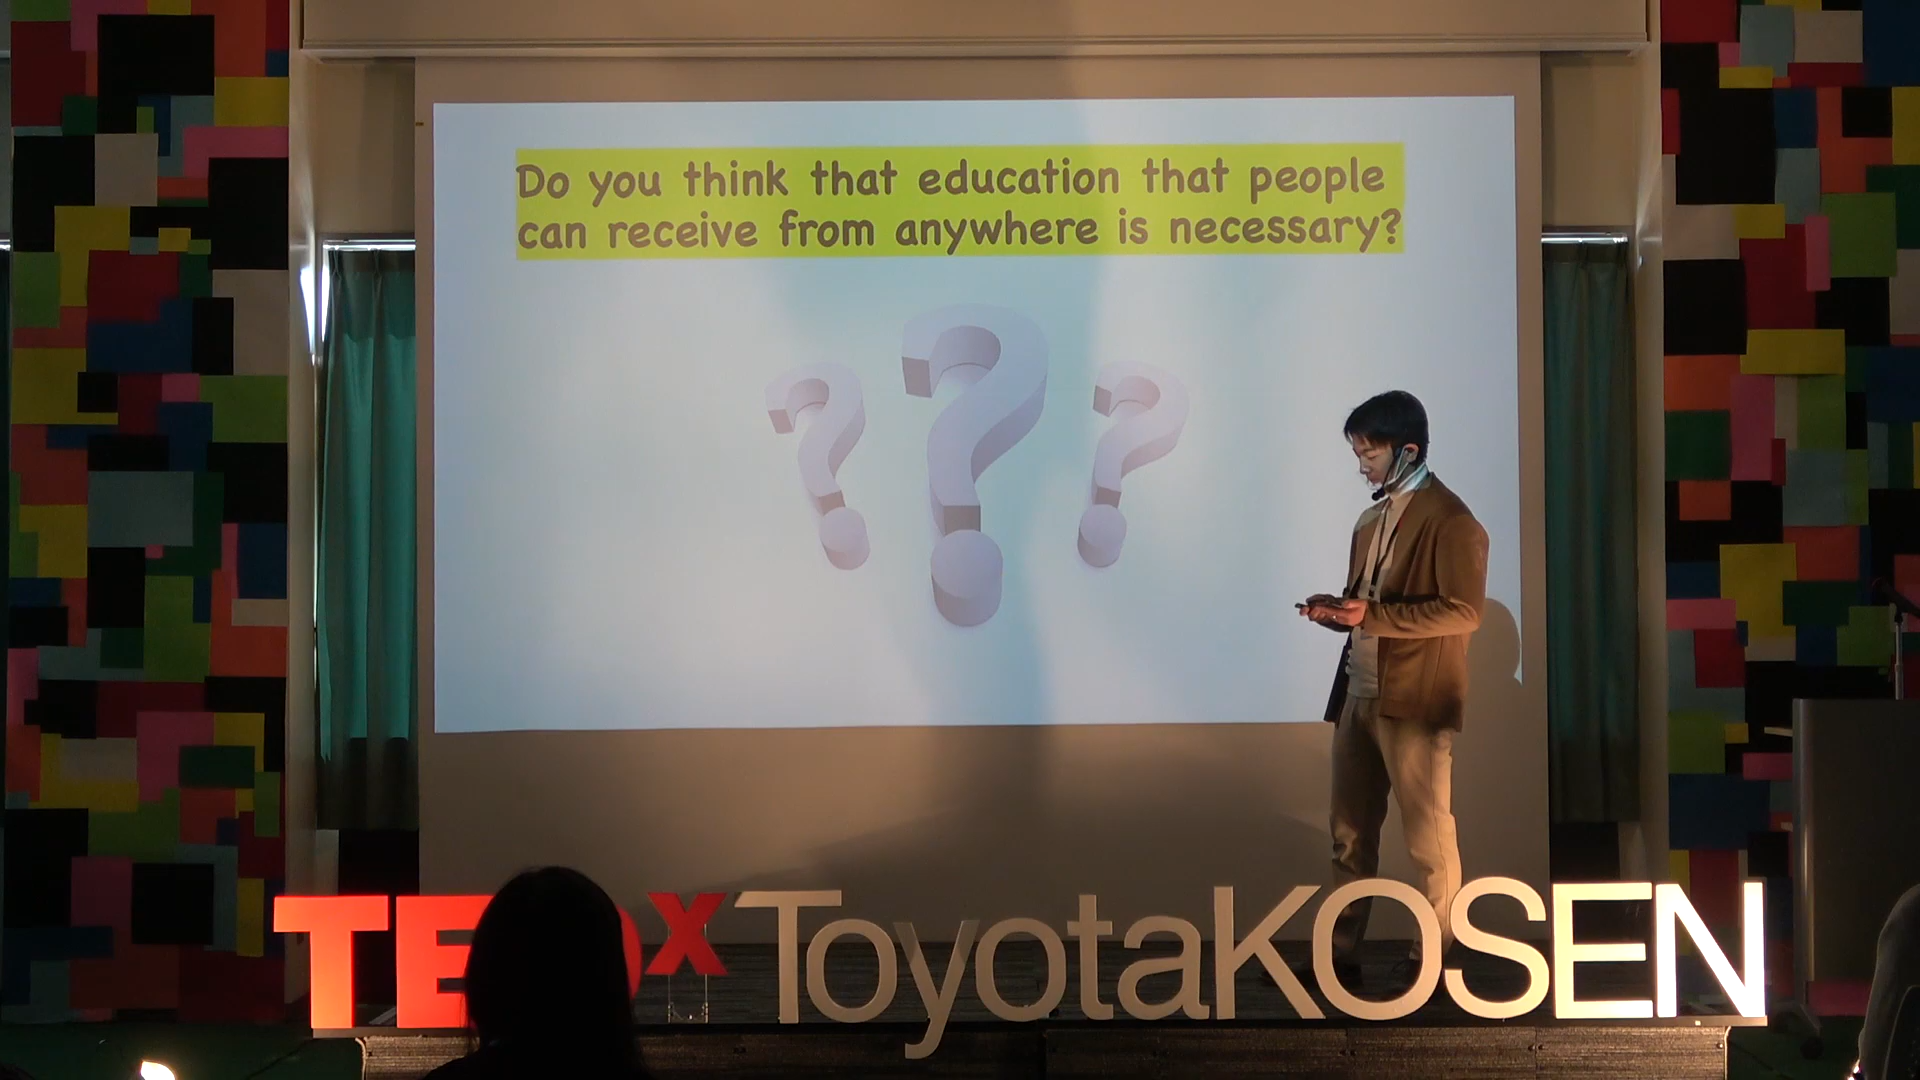 Do you think that education that people
can receive from anywhere is necessary?
TEDxToyotaKOSEN